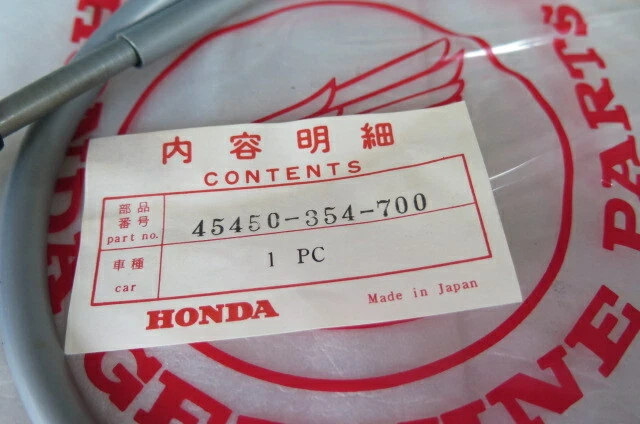 内容明細
CONTENTS
部品
番号
part no.
45450-354-700
車種
car
1 PC
HONDA
Made in Japan
GENUINE PARTS